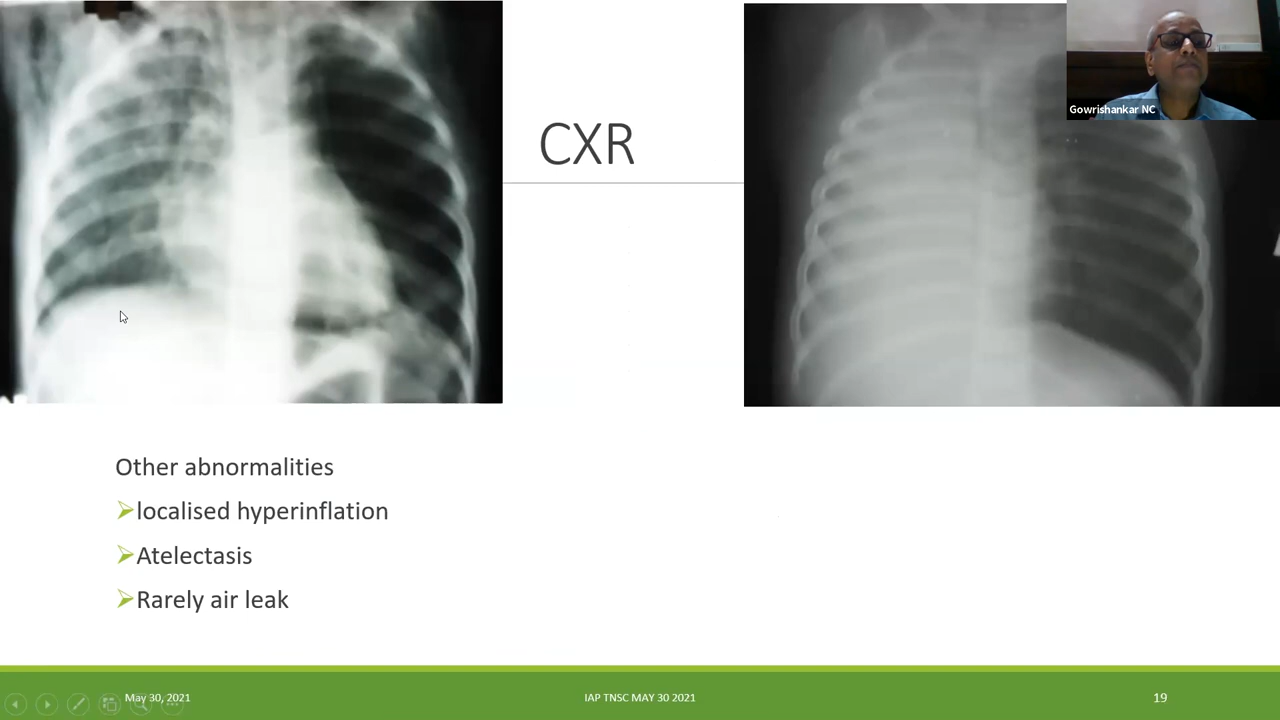 Gowrishankar NC
CXR
Other abnormalities
localised hyperinflation
Atelectasis
Rarely air leak
May 30, 2021
IAP TNSC MAY 30 2021
19